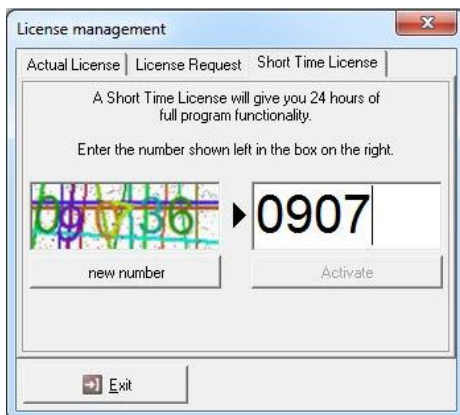 License management
Actual License
License Request
Short Time License
A Short Time License will give you 24 hours of
full program functionality.
Enter the number shown left in the box on the right.
0907
new number
Activate
Exit